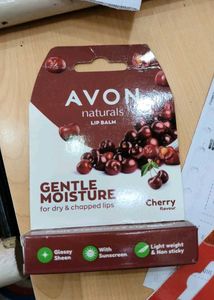 AVON
naturals
LIP BALM
GENTLE
MOISTURE
for dry & chapped lips
Cherry
flavour
Glossy
Sheen
With
Sunscreen
Light weight
& Non sticky